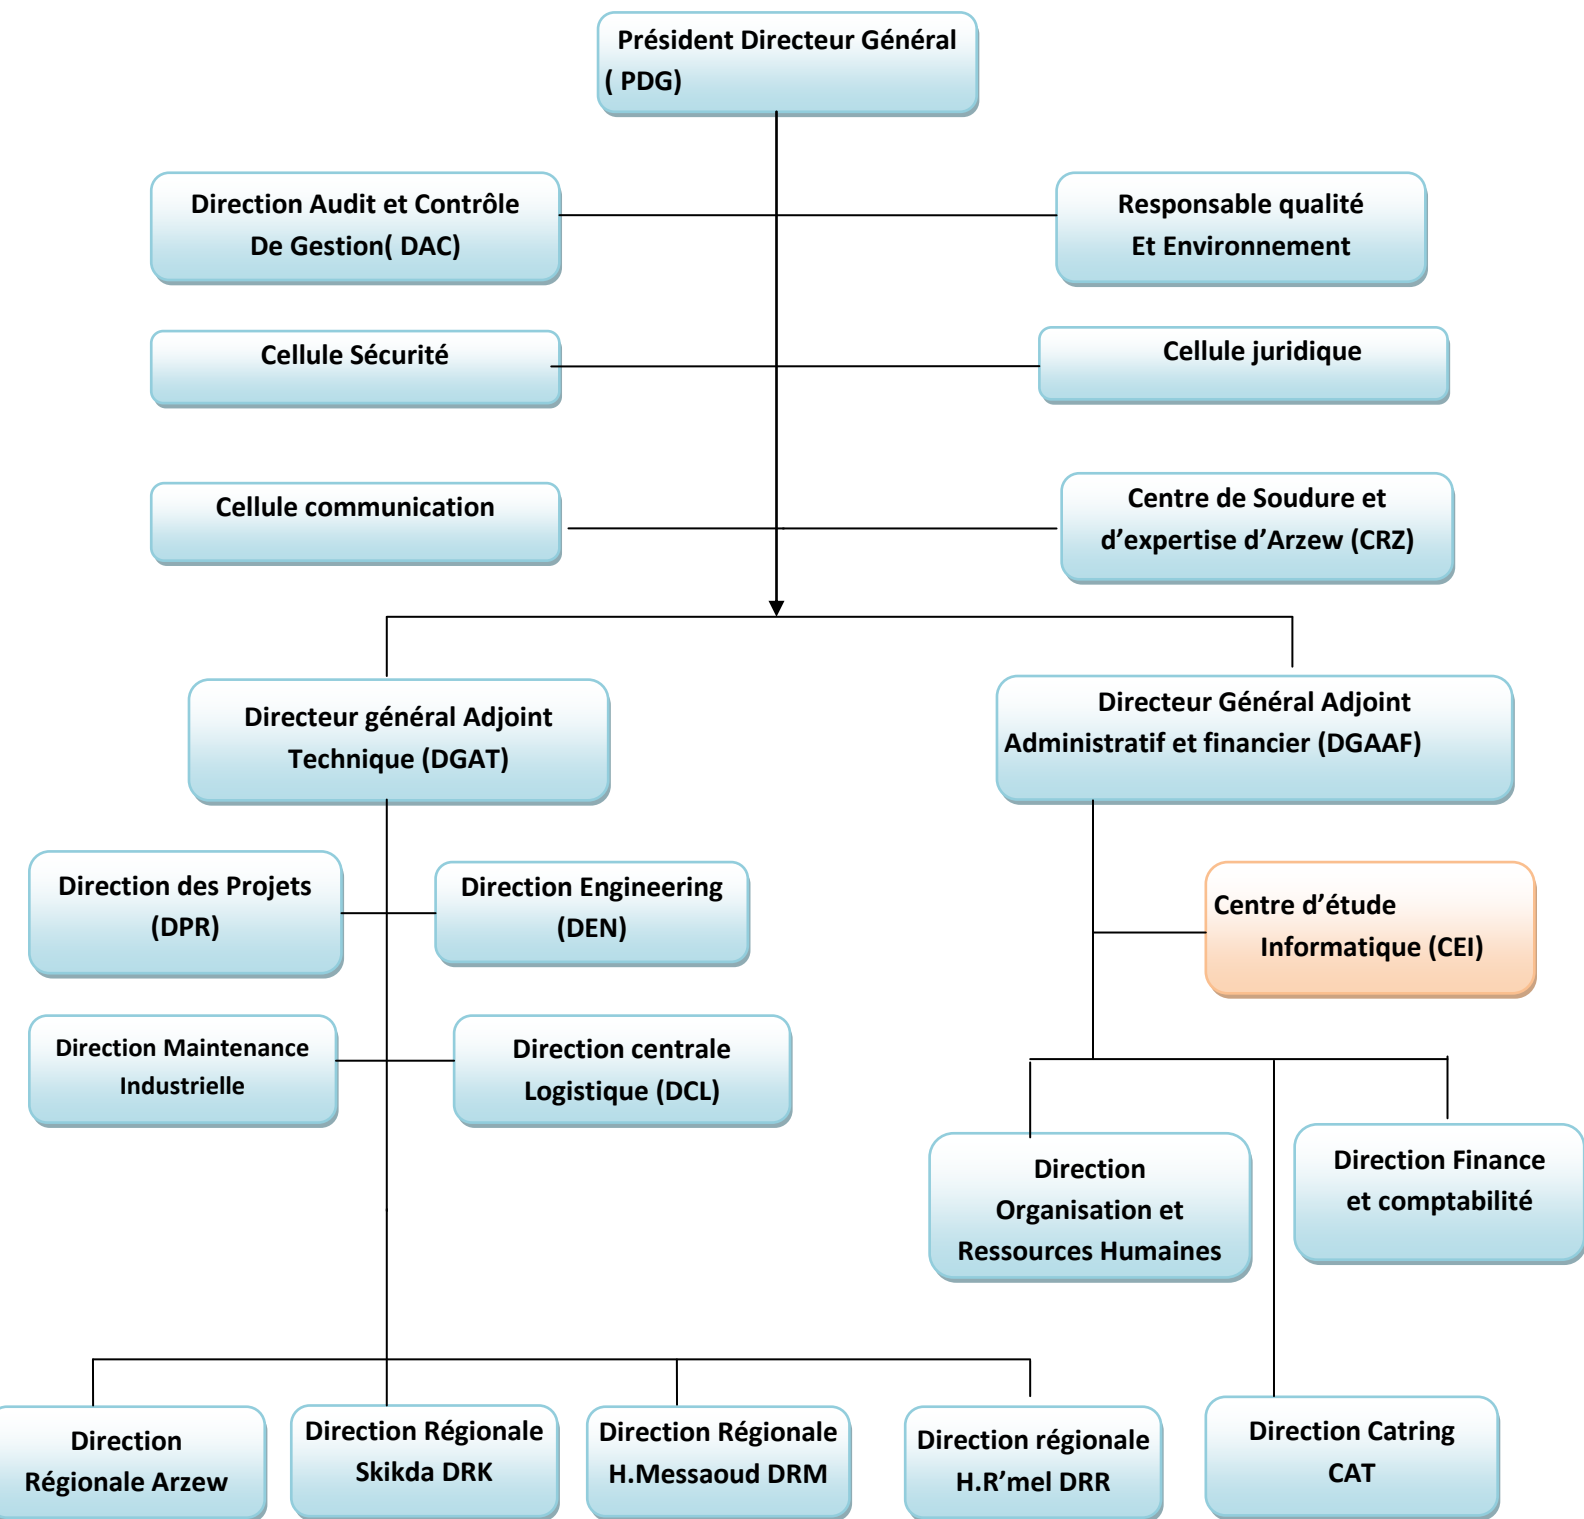 Président Directeur Général
( PDG)
Direction Audit et Contrôle
De Gestion( DAC)
Responsable qualité
Et Environnement
Cellule Sécurité
Cellule juridique
Cellule communication
Centre de Soudure et
d’expertise d’Arzew (CRZ)
Directeur général Adjoint
Technique (DGAT)
Directeur Général Adjoint
Administratif et financier (DGAAF)
Direction des Projets
(DPR)
Direction Engineering
(DEN)
Centre d’étude
Informatique (CEI)
Direction Maintenance
Industrielle
Direction centrale
Logistique (DCL)
Direction
Organisation et
Ressources Humaines
Direction Finance
et comptabilité
Direction
Régionale Arzew
Direction Régionale
Skikda DRK
Direction Régionale
H.Messaoud DRM
Direction régionale
H.R’mel DRR
Direction Catring
CAT